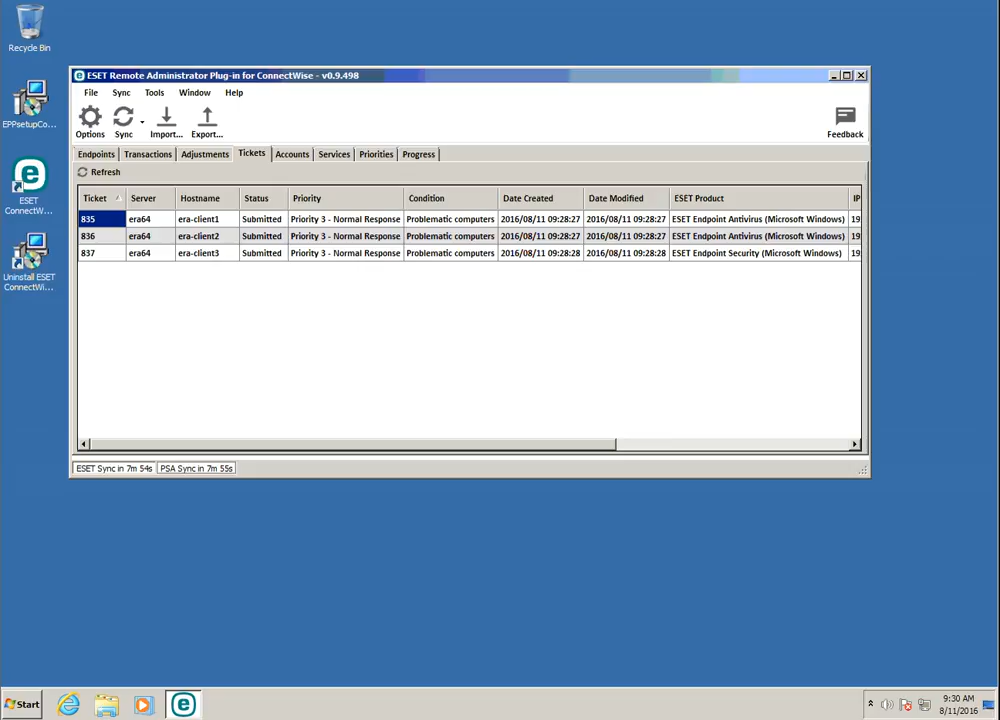 Recycle Bin
EPPsetupCo...
ESET
ConnectW...
Uninstall ESET
ConnectWi...
ESET Remote Administrator Plug-in for ConnectWise - v0.9.498
File Sync Tools Window Help
Options Sync Import... Export... Feedback
Endpoints Transactions Adjustments Tickets Accounts Services Priorities Progress
Refresh
Ticket Server Hostname Status Priority Condition Date Created Date Modified ESET Product IP
835 era64 era-client1 Submitted Priority 3 - Normal Response Problematic computers 2016/08/11 09:28:27 2016/08/11 09:28:27 ESET Endpoint Antivirus (Microsoft Windows) 19
836 era64 era-client2 Submitted Priority 3 - Normal Response Problematic computers 2016/08/11 09:28:27 2016/08/11 09:28:27 ESET Endpoint Antivirus (Microsoft Windows) 19
837 era64 era-client3 Submitted Priority 3 - Normal Response Problematic computers 2016/08/11 09:28:28 2016/08/11 09:28:28 ESET Endpoint Security (Microsoft Windows) 19
ESET Sync in 7m 54s PSA Sync in 7m 55s
Start
9:30 AM
8/11/2016